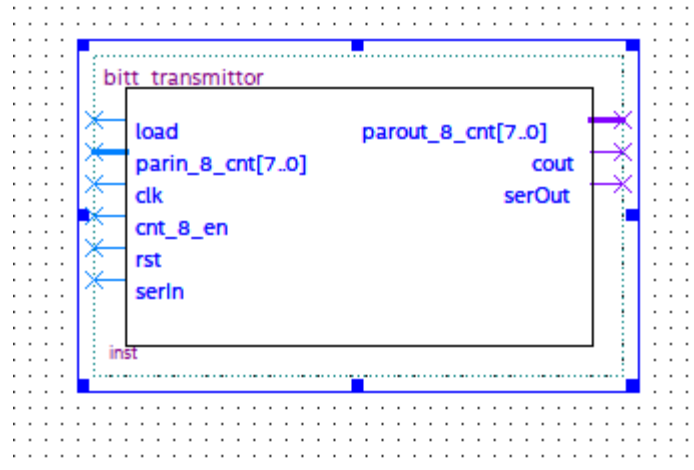 bitt_transmittor
load
parin_8_cnt[7..0]
clk
cnt_8_en
rst
serIn
parout_8_cnt[7..0]
cout
serOut
inst